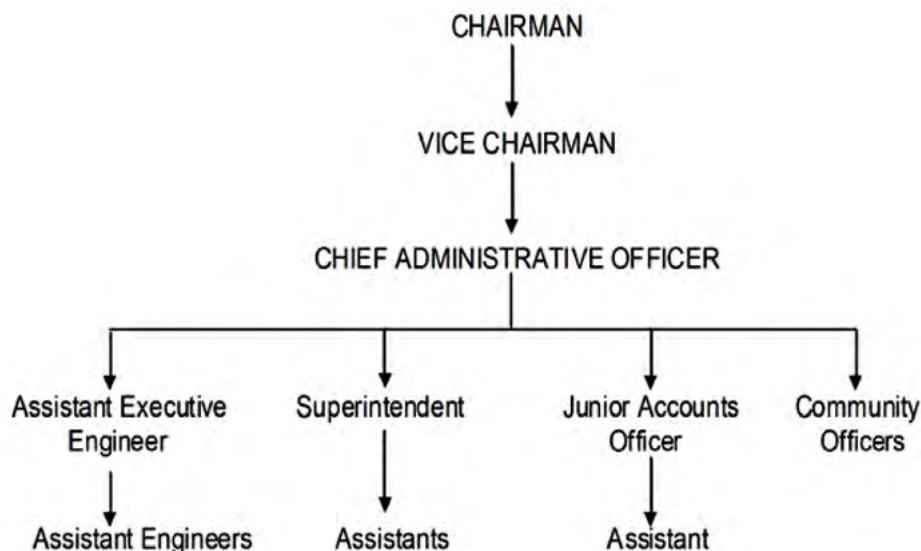 CHAIRMAN
VICE CHAIRMAN
CHIEF ADMINISTRATIVE OFFICER
Assistant Executive
Engineer
Superintendent
Junior Accounts
Officer
Community
Officers
Assistant Engineers
Assistants
Assistant